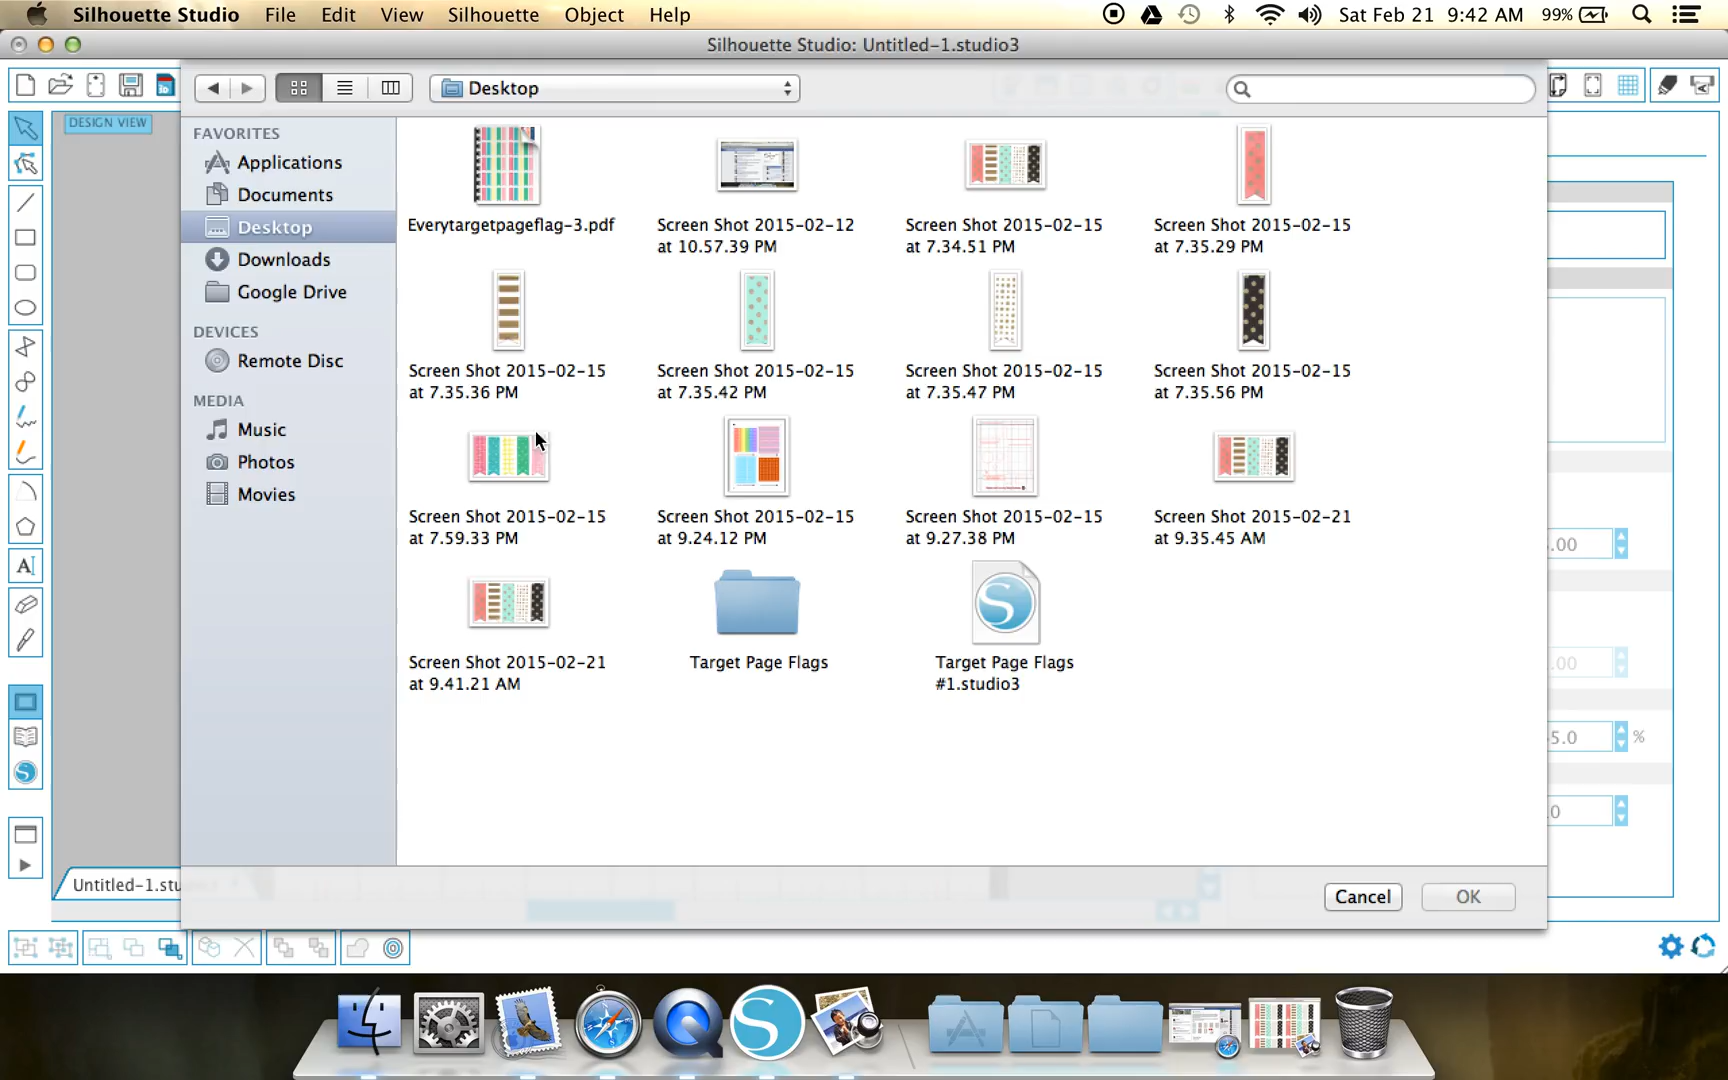 Silhouette Studio File Edit View Silhouette Object Help Sat Feb 21 9:42 AM 99%
Silhouette Studio: Untitled-1.studio3
Desktop
DESIGN VIEW
FAVORITES
Applications
Documents
Desktop
Downloads
Google Drive
DEVICES
Remote Disc
MEDIA
Music
Photos
Movies
Everytargetpageflag-3.pdf
Screen Shot 2015-02-12
at 10.57.39 PM
Screen Shot 2015-02-15
at 7.34.51 PM
Screen Shot 2015-02-15
at 7.35.29 PM
Screen Shot 2015-02-15
at 7.35.36 PM
Screen Shot 2015-02-15
at 7.35.42 PM
Screen Shot 2015-02-15
at 7.35.47 PM
Screen Shot 2015-02-15
at 7.35.56 PM
Screen Shot 2015-02-15
at 7.59.33 PM
Screen Shot 2015-02-15
at 9.24.12 PM
Screen Shot 2015-02-15
at 9.27.38 PM
Screen Shot 2015-02-21
at 9.35.45 AM
Screen Shot 2015-02-21
at 9.41.21 AM
Target Page Flags
Target Page Flags
#1.studio3
.00
.00
5.0 %
.0
Untitled-1.stu
Cancel OK